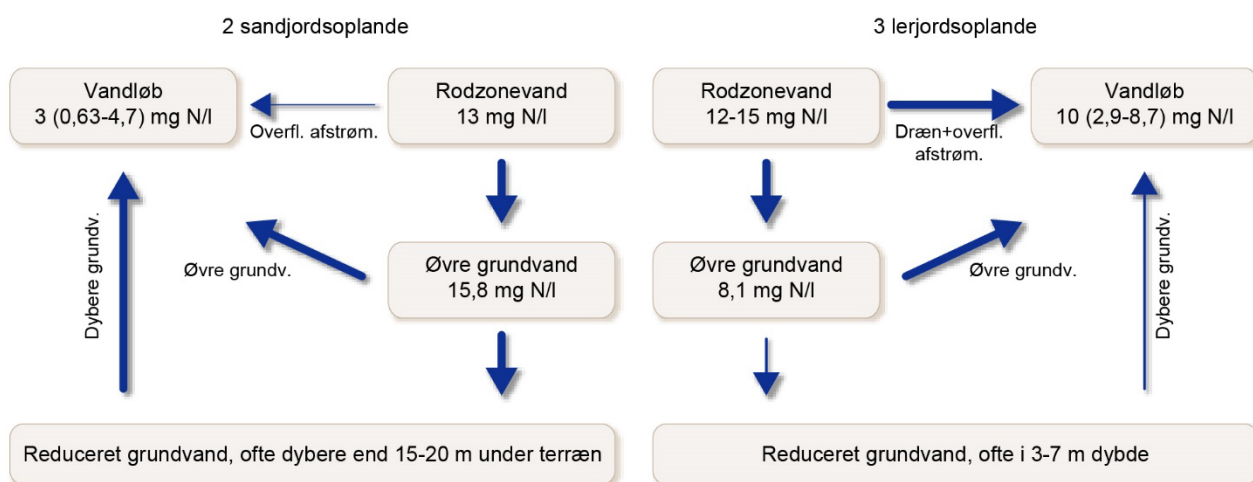 2 sandjordsoplande
Vandløb
3 (0,63-4,7) mg N/l
Overfl. afstrøm.
Rodzonevand
13 mg N/l
Dybere grundv.
Øvre grundv.
Øvre grundvand
15,8 mg N/l
Reduceret grundvand, ofte dybere end 15-20 m under terræn
3 lerjordsoplande
Rodzonevand
12-15 mg N/l
Dræn+overfl.
afstrøm.
Vandløb
10 (2,9-8,7) mg N/l
Øvre grundvand
8,1 mg N/l
Øvre grundv.
Dybere grundv.
Reduceret grundvand, ofte i 3-7 m dybde